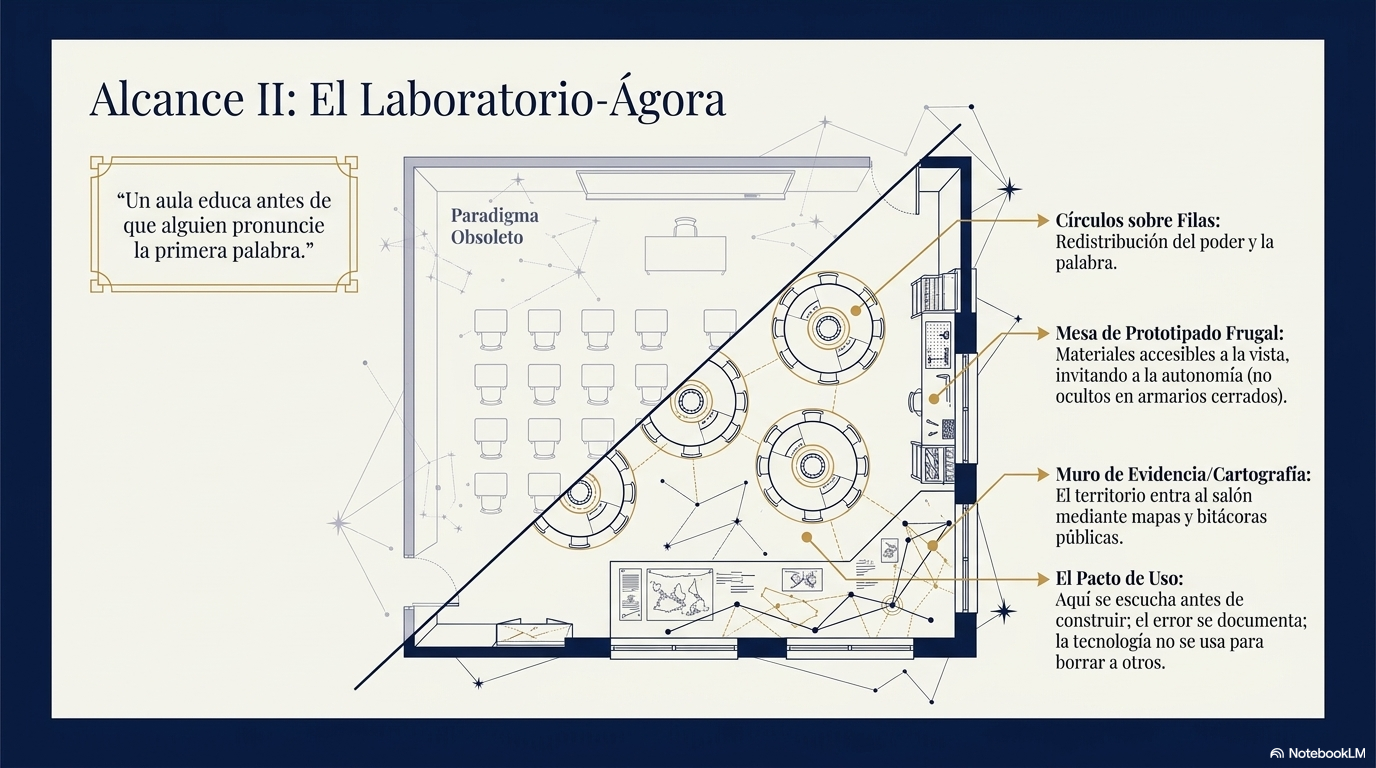 Alcance II: El Laboratorio-Ágora
“Un aula educa antes de
que alguien pronuncie
la primera palabra.”
Paradigma
Obsoleto
Círculos sobre Filas:
Redistribución del poder y la
palabra.
Mesa de Prototipado Frugal:
Materiales accesibles a la vista,
invitando a la autonomía (no
ocultos en armarios cerrados).
Muro de Evidencia/Cartografía:
El territorio entra al salón
mediante mapas y bitácoras
públicas.
El Pacto de Uso:
Aquí se escucha antes de
construir; el error se documenta;
la tecnología no se usa para
borrar a otros.
NotebookLM